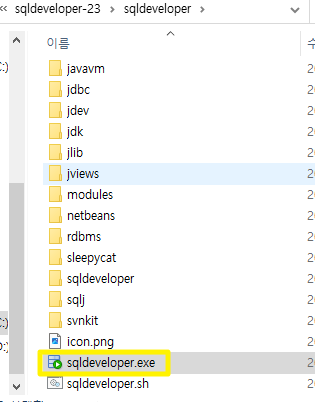 « sqldeveloper-23 > sqldeveloper >
이름
javavm
jdbc
jdev
jdk
jlib
jviews
modules
netbeans
rdbms
sleepycat
sqldeveloper
sqlj
svnkit
icon.png
sqldeveloper.exe
sqldeveloper.sh